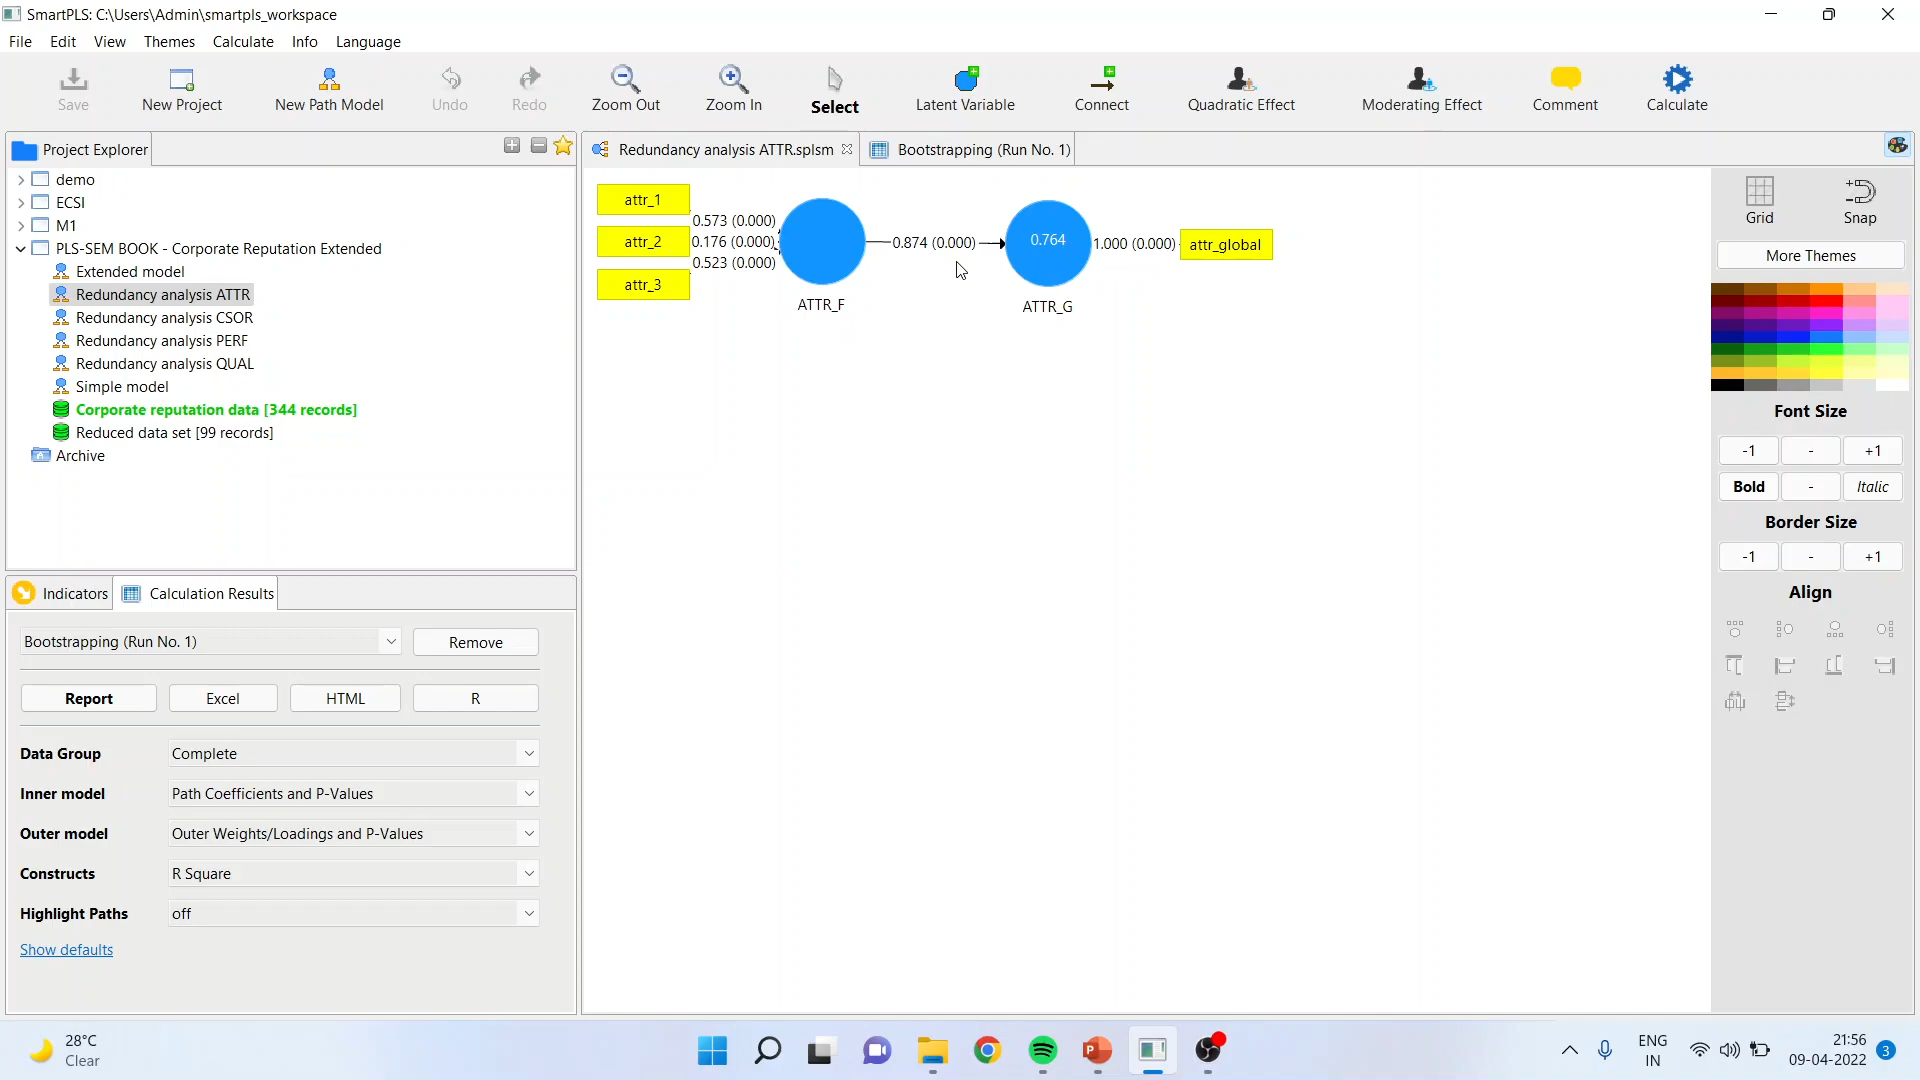 SmartPLS: C:\Users\Admin\smartpls_workspace
File Edit View Themes Calculate Info Language
Save New Project New Path Model Undo Redo Zoom Out Zoom In Select Latent Variable Connect Quadratic Effect Moderating Effect Comment Calculate
Project Explorer
demo
ECSI
M1
PLS-SEM BOOK - Corporate Reputation Extended
Extended model
Redundancy analysis ATTR
Redundancy analysis CSOR
Redundancy analysis PERF
Redundancy analysis QUAL
Simple model
Corporate reputation data [344 records]
Reduced data set [99 records]
Archive
Indicators Calculation Results
Bootstrapping (Run No. 1) Remove
Report Excel HTML R
Data Group Complete
Inner model Path Coefficients and P-Values
Outer model Outer Weights/Loadings and P-Values
Constructs R Square
Highlight Paths off
Show defaults
Redundancy analysis ATTR.splsm Bootstrapping (Run No. 1)
attr_1
0.573 (0.000)
attr_2 0.176 (0.000) 0.874 (0.000) 0.764 1.000 (0.000) attr_global
0.523 (0.000)
attr_3
ATTR_F ATTR_G
Grid Snap
More Themes
Font Size
-1 - +1
Bold - Italic
Border Size
-1 - +1
Align
28°C
Clear
P
ENG
IN
21:56
09-04-2022
3